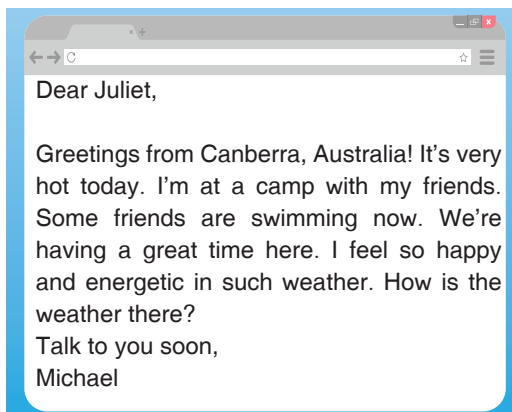 Dear Juliet,
Greetings from Canberra, Australia! It’s very
hot today. I’m at a camp with my friends.
Some friends are swimming now. We’re
having a great time here. I feel so happy
and energetic in such weather. How is the
weather there?
Talk to you soon,
Michael